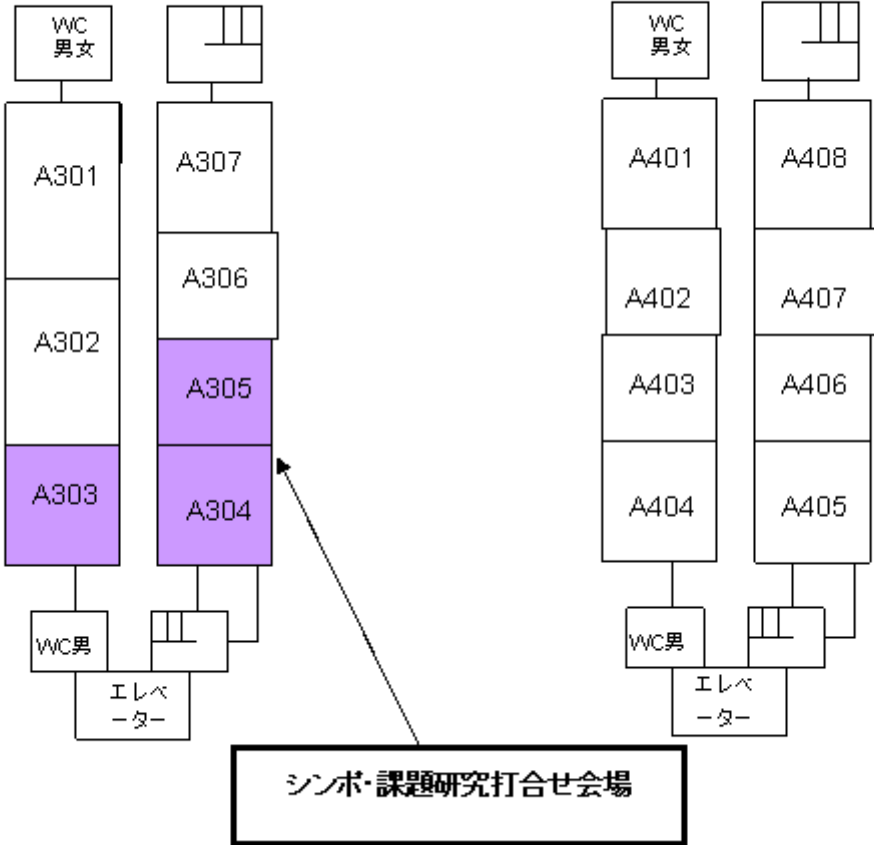 WC
男女
A301
A302
A303
WC男
A307
A306
A305
A304
エレベ
ーター
WC
男女
A401
A402
A403
A404
WC男
A408
A407
A406
A405
エレベ
ーター
シンポ・課題研究打合せ会場